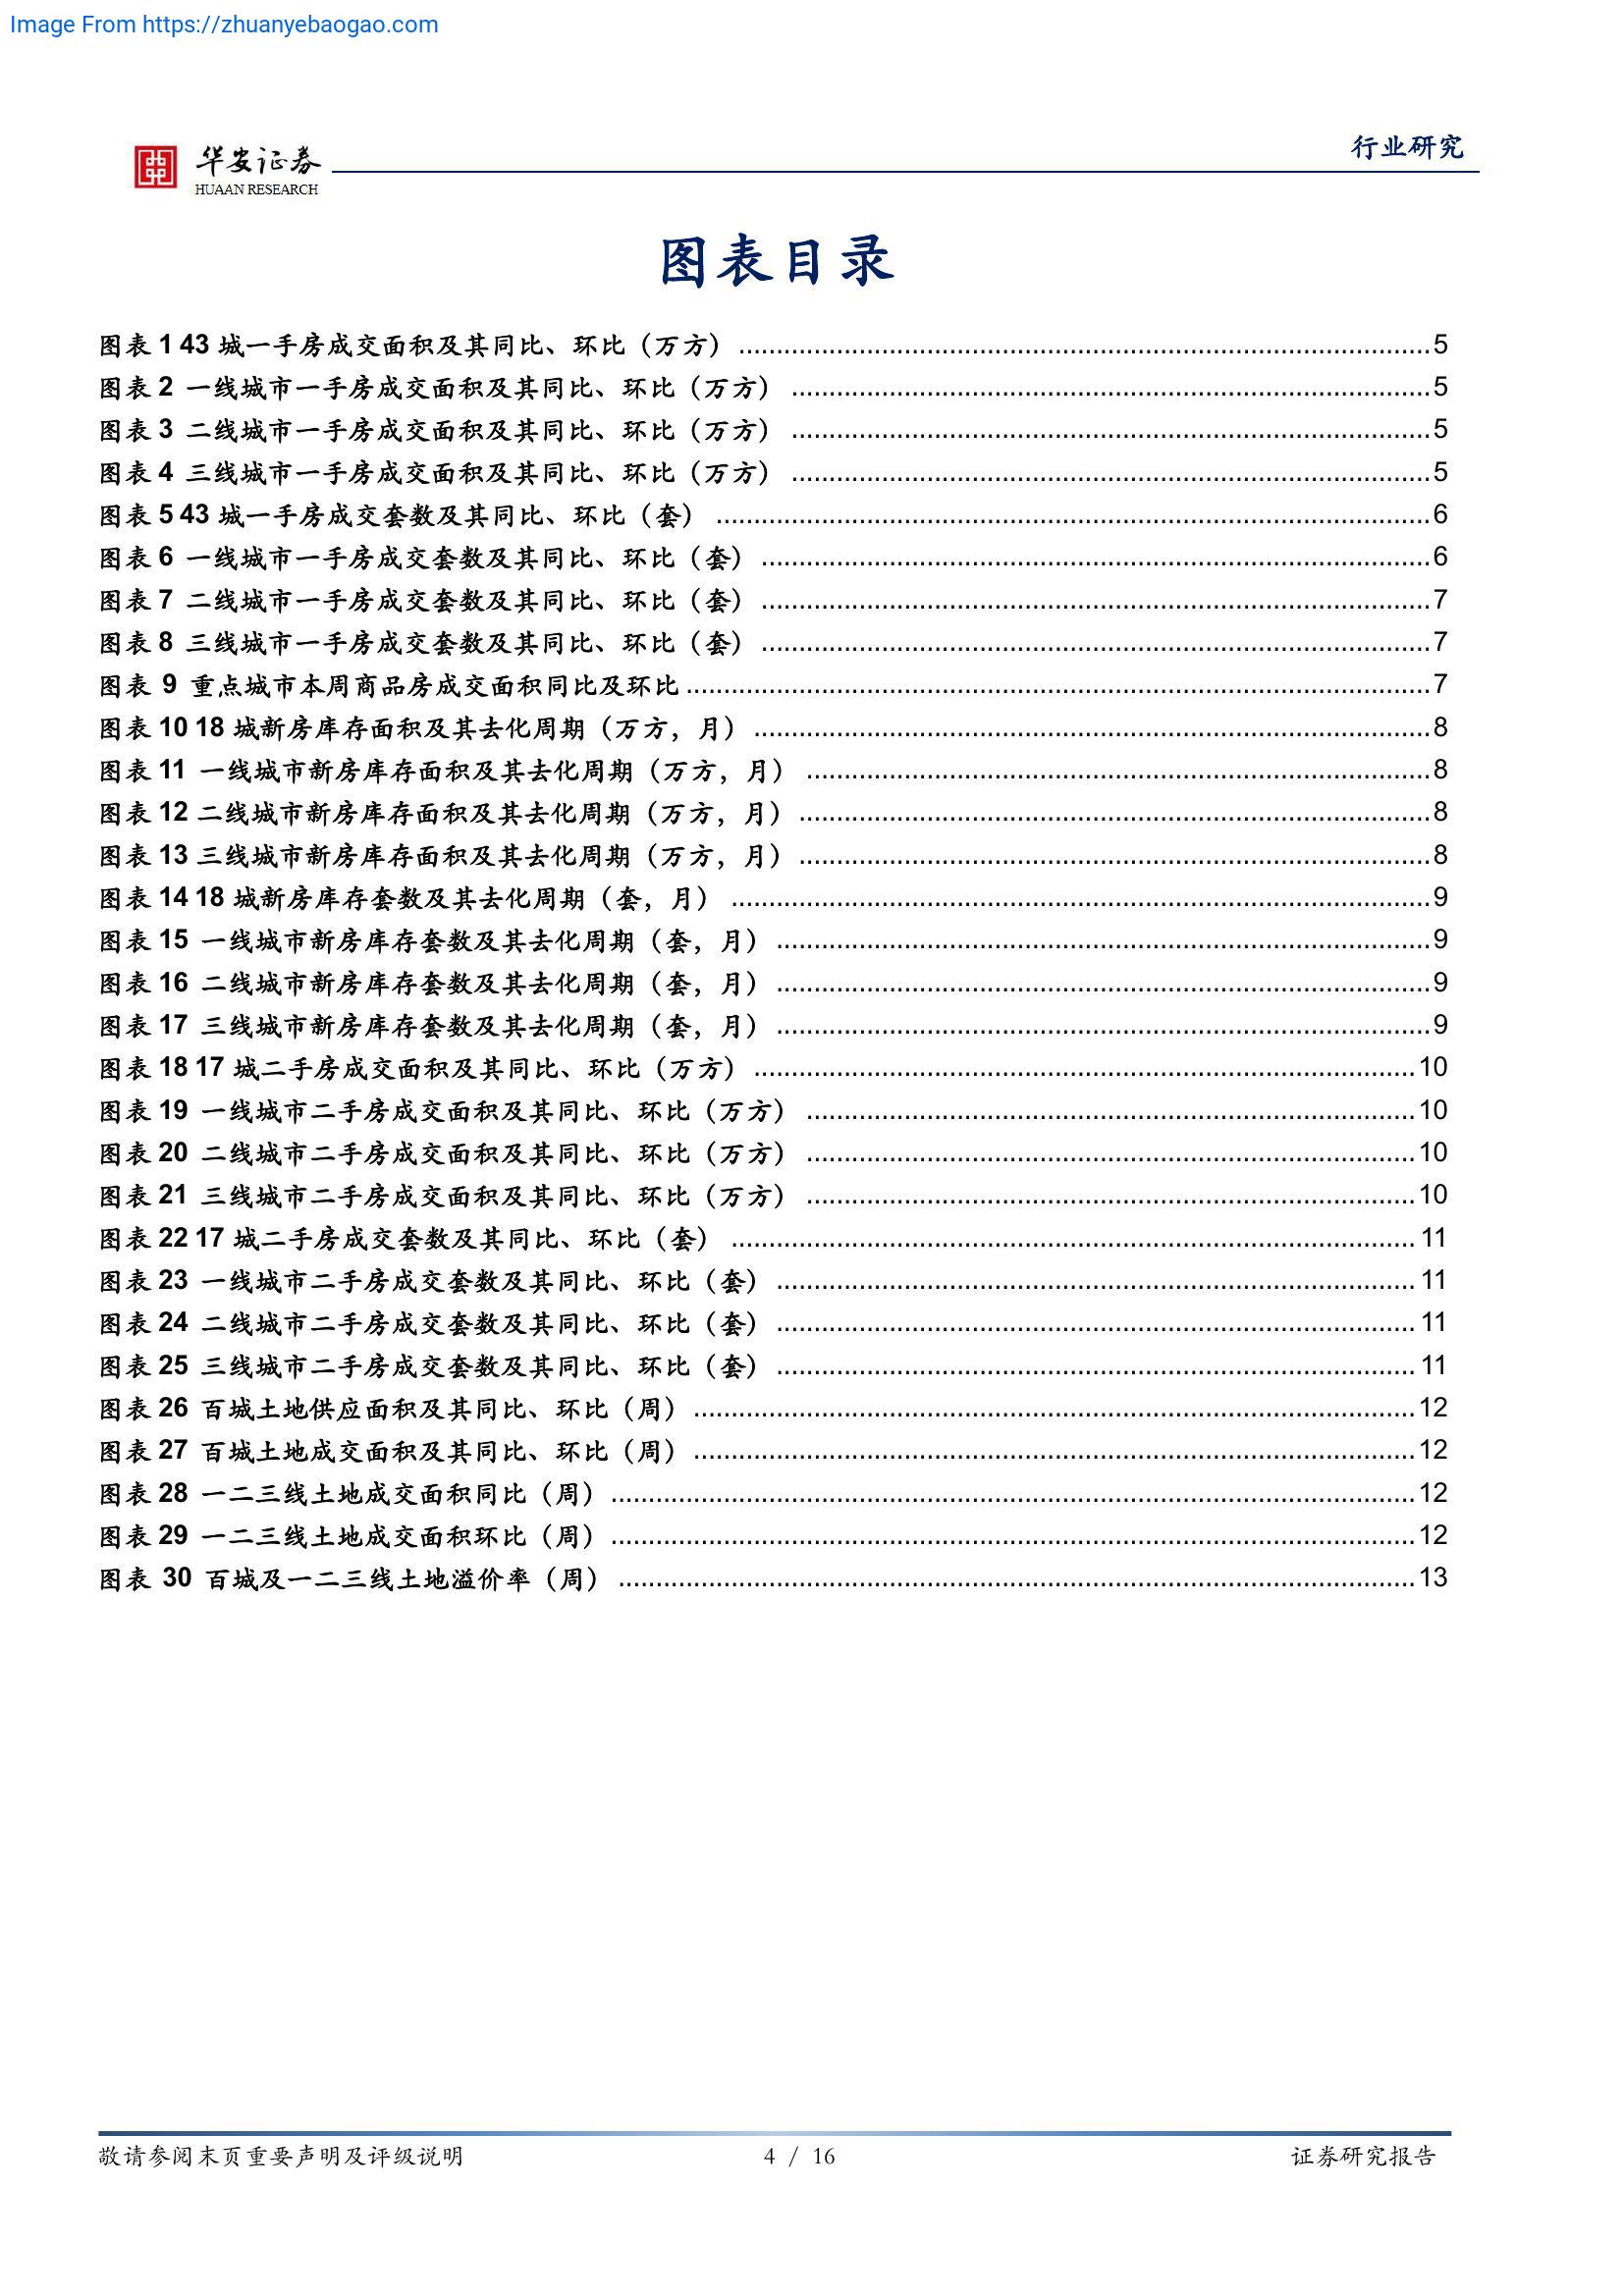 Image From https://zhuanyebaogao.com
行业研究
华安证券
HUAAN RESEARCH
图表目录
图表 1 43 城一手房成交面积及其同比、环比（万方） ........................................ 5
图表 2 一线城市一手房成交面积及其同比、环比（万方） ........................................ 5
图表 3 二线城市一手房成交面积及其同比、环比（万方） ........................................ 5
图表 4 三线城市一手房成交面积及其同比、环比（万方） ........................................ 5
图表 5 43 城一手房成交套数及其同比、环比（套） ........................................ 6
图表 6 一线城市一手房成交套数及其同比、环比（套） ........................................ 6
图表 7 二线城市一手房成交套数及其同比、环比（套） ........................................ 7
图表 8 三线城市一手房成交套数及其同比、环比（套） ........................................ 7
图表 9 重点城市本周商品房成交面积同比及环比 ........................................ 7
图表 10 18 城新房库存面积及其去化周期（万方，月） ........................................ 8
图表 11 一线城市新房库存面积及其去化周期（万方，月） ........................................ 8
图表 12 二线城市新房库存面积及其去化周期（万方，月） ........................................ 8
图表 13 三线城市新房库存面积及其去化周期（万方，月） ........................................ 8
图表 14 18 城新房库存套数及其去化周期（套，月） ........................................ 9
图表 15 一线城市新房库存套数及其去化周期（套，月） ........................................ 9
图表 16 二线城市新房库存套数及其去化周期（套，月） ........................................ 9
图表 17 三线城市新房库存套数及其去化周期（套，月） ........................................ 9
图表 18 17 城二手房成交面积及其同比、环比（万方） ........................................ 10
图表 19 一线城市二手房成交面积及其同比、环比（万方） ........................................ 10
图表 20 二线城市二手房成交面积及其同比、环比（万方） ........................................ 10
图表 21 三线城市二手房成交面积及其同比、环比（万方） ........................................ 10
图表 22 17 城二手房成交套数及其同比、环比（套） ........................................ 11
图表 23 一线城市二手房成交套数及其同比、环比（套） ........................................ 11
图表 24 二线城市二手房成交套数及其同比、环比（套） ........................................ 11
图表 25 三线城市二手房成交套数及其同比、环比（套） ........................................ 11
图表 26 百城土地供应面积及其同比、环比（周） ........................................ 12
图表 27 百城土地成交面积及其同比、环比（周） ........................................ 12
图表 28 一二三线土地成交面积同比（周） ........................................ 12
图表 29 一二三线土地成交面积环比（周） ........................................ 12
图表 30 百城及一二三线土地溢价率（周） ........................................ 13
敬请参阅末页重要声明及评级说明
4 / 16
证券研究报告